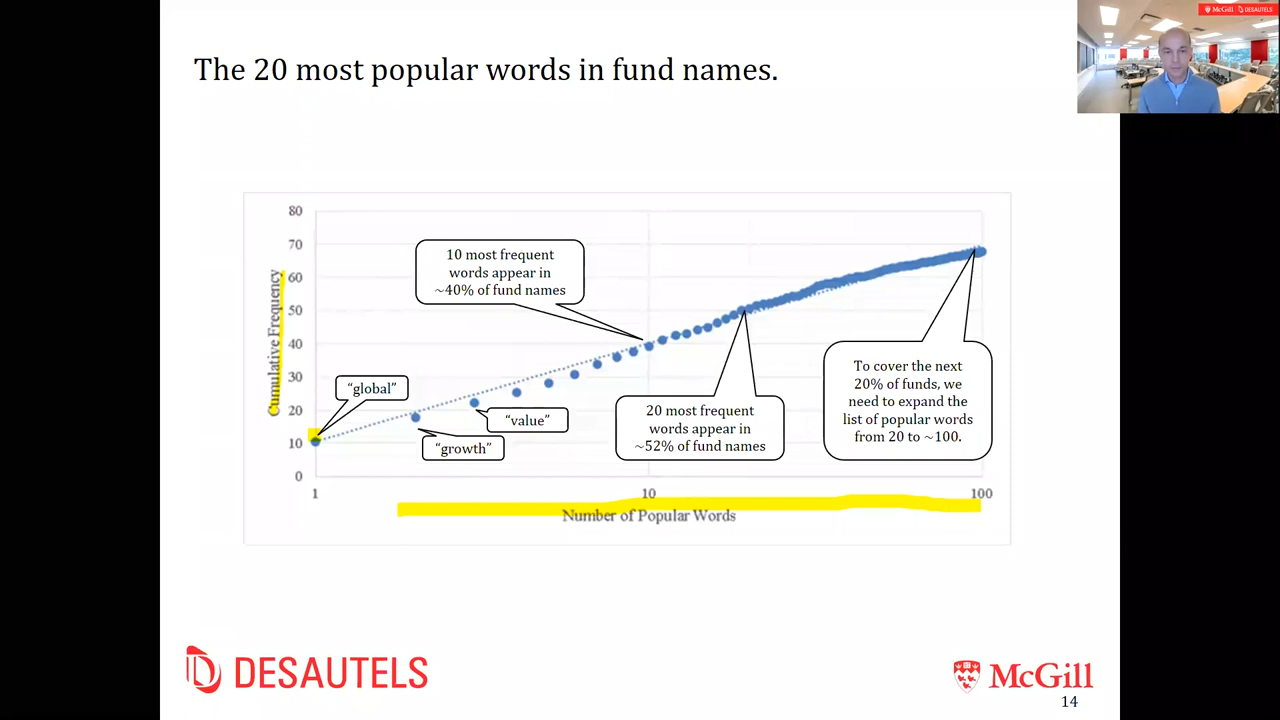 McGill DESAUTELS
The 20 most popular words in fund names.
80
70
60
50
40
30
20
10
0
Cumulative Frequency
10 most frequent
words appear in
~40% of fund names
“global”
“value”
“growth”
20 most frequent
words appear in
~52% of fund names
To cover the next
20% of funds, we
need to expand the
list of popular words
from 20 to ~100.
1
10
100
Number of Popular Words
DESAUTELS
McGill
14